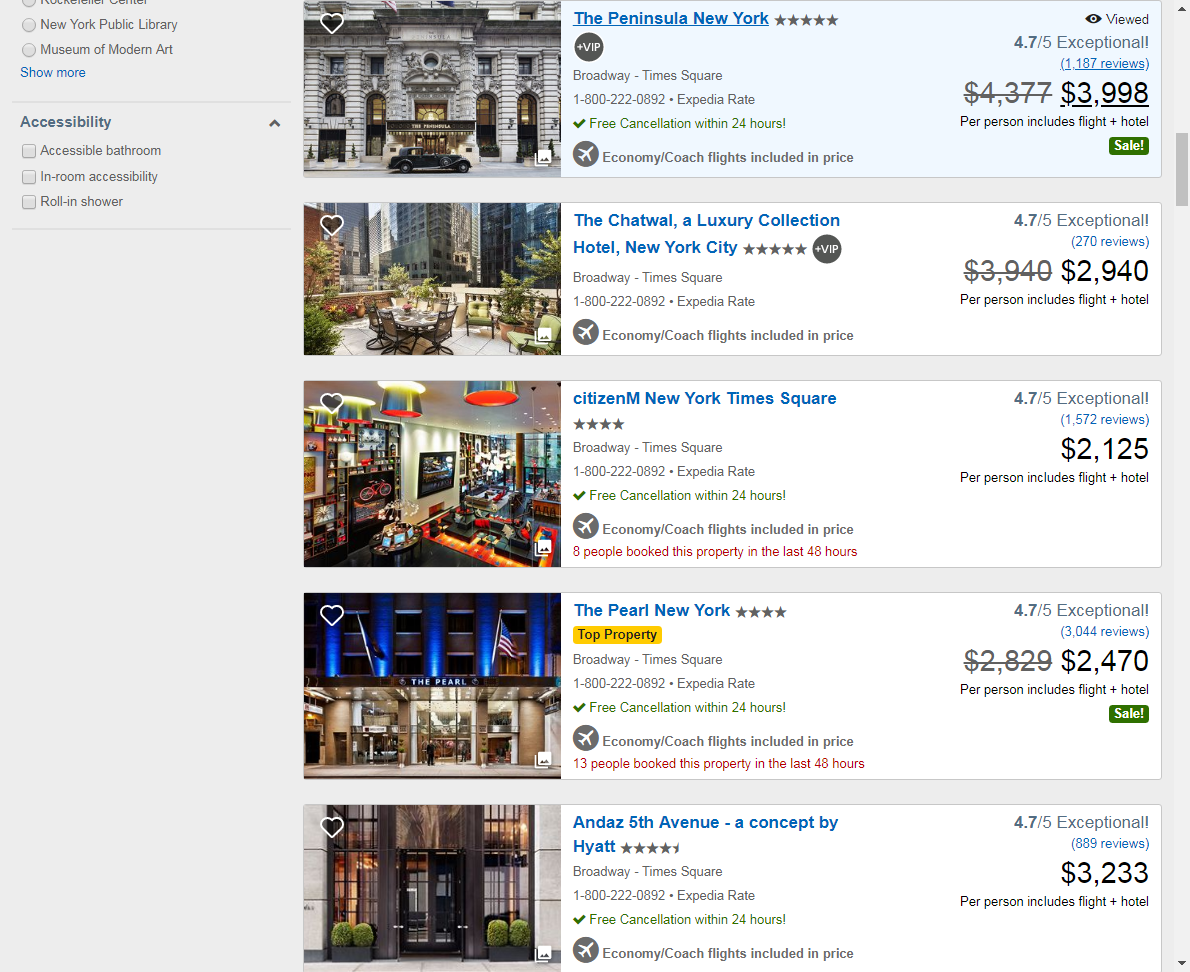 Rockefeller Center
New York Public Library
Museum of Modern Art
Show more
Accessibility
Accessible bathroom
In-room accessibility
Roll-in shower
THE PENINSULA
The Peninsula New York
+VIP
Broadway - Times Square
1-800-222-0892 • Expedia Rate
Free Cancellation within 24 hours!
Economy/Coach flights included in price
Viewed
4.7/5 Exceptional!
(1,187 reviews)
$4,377 $3,998
Per person includes flight + hotel
Sale!
The Chatwal, a Luxury Collection
Hotel, New York City +VIP
Broadway - Times Square
1-800-222-0892 • Expedia Rate
Economy/Coach flights included in price
4.7/5 Exceptional!
(270 reviews)
$3,940 $2,940
Per person includes flight + hotel
citizenM New York Times Square
Broadway - Times Square
1-800-222-0892 • Expedia Rate
Free Cancellation within 24 hours!
Economy/Coach flights included in price
8 people booked this property in the last 48 hours
4.7/5 Exceptional!
(1,572 reviews)
$2,125
Per person includes flight + hotel
THE PEARL
The Pearl New York
Top Property
Broadway - Times Square
1-800-222-0892 • Expedia Rate
Free Cancellation within 24 hours!
Economy/Coach flights included in price
13 people booked this property in the last 48 hours
4.7/5 Exceptional!
(3,044 reviews)
$2,829 $2,470
Per person includes flight + hotel
Sale!
Andaz 5th Avenue - a concept by
Hyatt
Broadway - Times Square
1-800-222-0892 • Expedia Rate
Free Cancellation within 24 hours!
Economy/Coach flights included in price
4.7/5 Exceptional!
(889 reviews)
$3,233
Per person includes flight + hotel